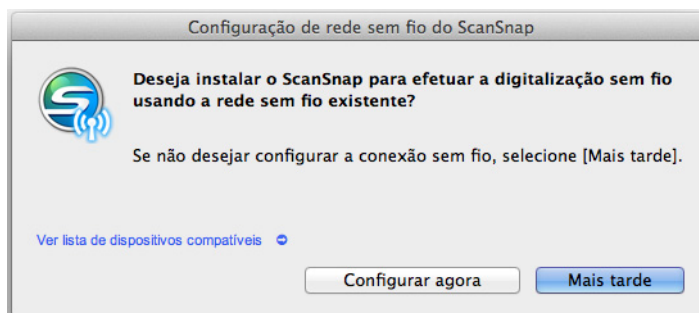 Configuração de rede sem fio do ScanSnap
Deseja instalar o ScanSnap para efetuar a digitalização sem fio
usando a rede sem fio existente?
Se não desejar configurar a conexão sem fio, selecione [Mais tarde].
Ver lista de dispositivos compatíveis
Configurar agora
Mais tarde